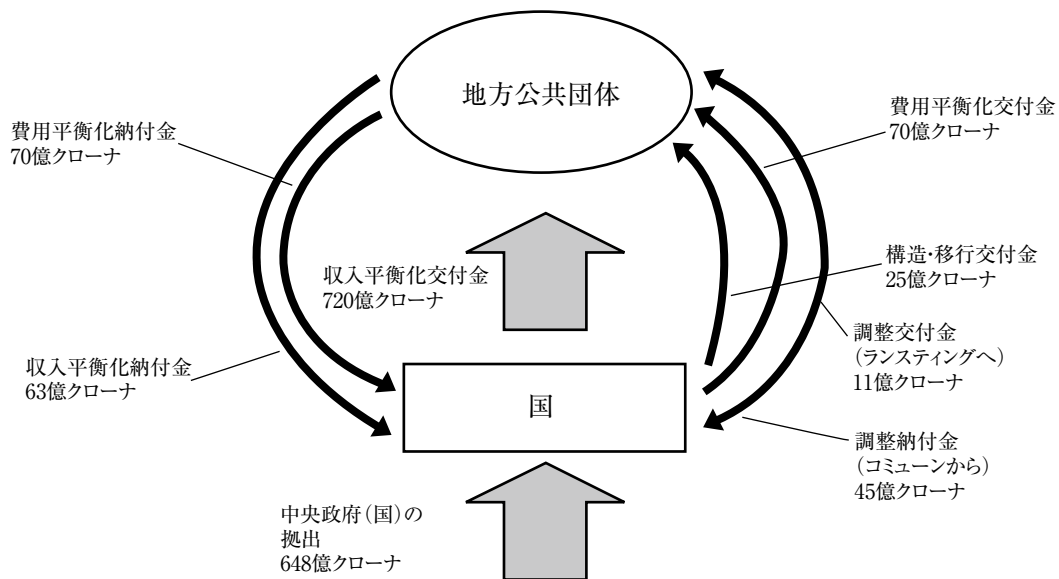 地方公共団体
費用平衡化納付金
70億クローナ
費用平衡化交付金
70億クローナ
収入平衡化交付金
720億クローナ
構造・移行交付金
25億クローナ
収入平衡化納付金
63億クローナ
調整交付金
(ランスティングへ)
11億クローナ
国
調整納付金
(コミューンから)
45億クローナ
中央政府(国)の
拠出
648億クローナ